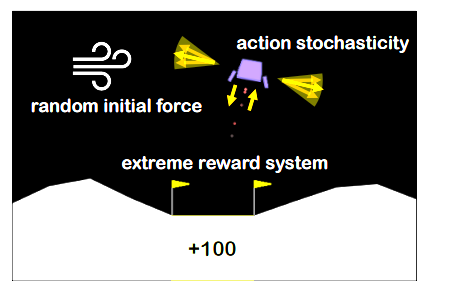 action stochasticity
random initial force
extreme reward system
+100